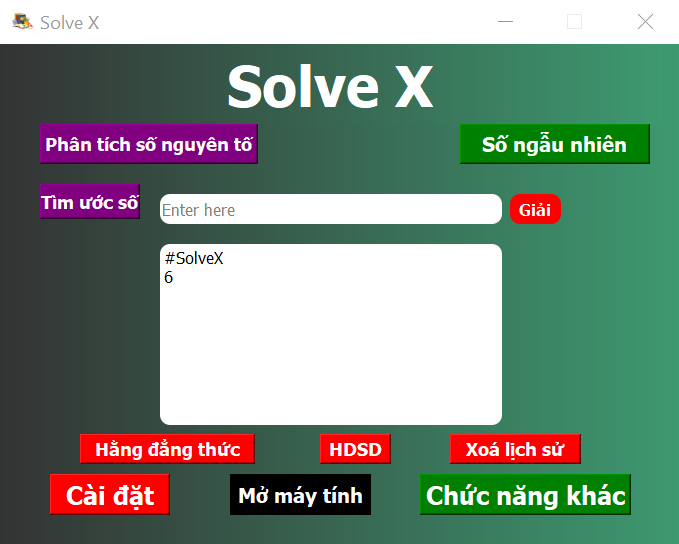 Solve X
Solve X
Phân tích số nguyên tố
Số ngẫu nhiên
Tìm ước số
Enter here
Giải
#SolveX
6
Hằng đẳng thức
HDSD
Xoá lịch sử
Cài đặt
Mở máy tính
Chức năng khác